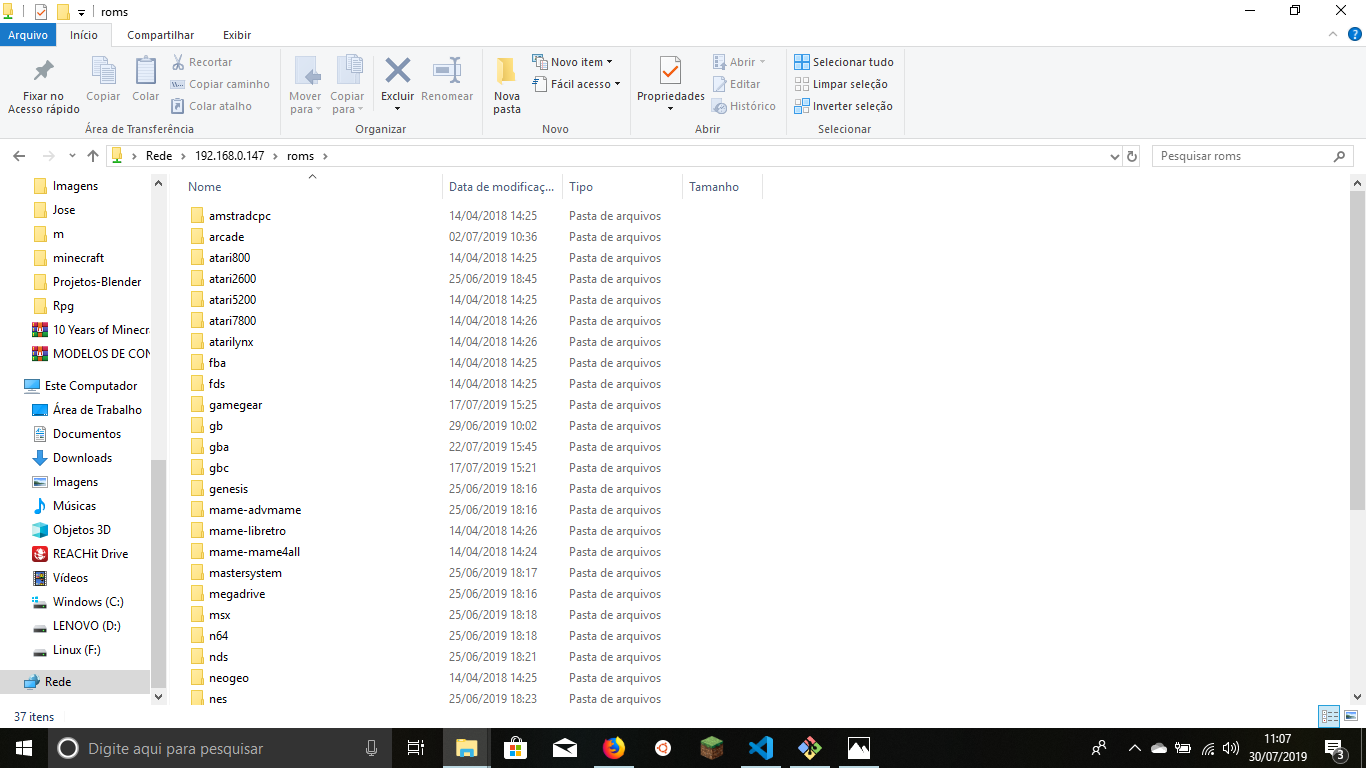 roms
Arquivo Início Compartilhar Exibir
Fixar no Acesso rápido
Copiar
Colar
Recortar
Copiar caminho
Colar atalho
Área de Transferência
Mover para
Copiar para
Excluir
Renomear
Organizar
Nova pasta
Novo item
Fácil acesso
Novo
Propriedades
Abrir
Editar
Histórico
Abrir
Selecionar tudo
Limpar seleção
Inverter seleção
Selecionar
Rede > 192.168.0.147 > roms >
Pesquisar roms
Imagens
Jose
m
minecraft
Projetos-Blender
Rpg
10 Years of Minecr
MODELOS DE CON
Este Computador
Área de Trabalho
Documentos
Downloads
Imagens
Músicas
Objetos 3D
REACHit Drive
Vídeos
Windows (C:)
LENOVO (D:)
Linux (F:)
Rede
Nome Data de modificaç... Tipo Tamanho
amstradcpc 14/04/2018 14:25 Pasta de arquivos
arcade 02/07/2019 10:36 Pasta de arquivos
atari800 14/04/2018 14:25 Pasta de arquivos
atari2600 25/06/2019 18:45 Pasta de arquivos
atari5200 14/04/2018 14:25 Pasta de arquivos
atari7800 14/04/2018 14:26 Pasta de arquivos
atarilynx 14/04/2018 14:26 Pasta de arquivos
fba 14/04/2018 14:25 Pasta de arquivos
fds 14/04/2018 14:25 Pasta de arquivos
gamegear 17/07/2019 15:25 Pasta de arquivos
gb 29/06/2019 10:02 Pasta de arquivos
gba 22/07/2019 15:45 Pasta de arquivos
gbc 17/07/2019 15:21 Pasta de arquivos
genesis 25/06/2019 18:16 Pasta de arquivos
mame-advmame 25/06/2019 18:16 Pasta de arquivos
mame-libretro 14/04/2018 14:26 Pasta de arquivos
mame-mame4all 14/04/2018 14:24 Pasta de arquivos
mastersystem 25/06/2019 18:17 Pasta de arquivos
megadrive 25/06/2019 18:16 Pasta de arquivos
msx 25/06/2019 18:18 Pasta de arquivos
n64 25/06/2019 18:18 Pasta de arquivos
nds 25/06/2019 18:21 Pasta de arquivos
neogeo 14/04/2018 14:25 Pasta de arquivos
nes 25/06/2019 18:23 Pasta de arquivos
37 itens
Digite aqui para pesquisar
11:07
30/07/2019
3